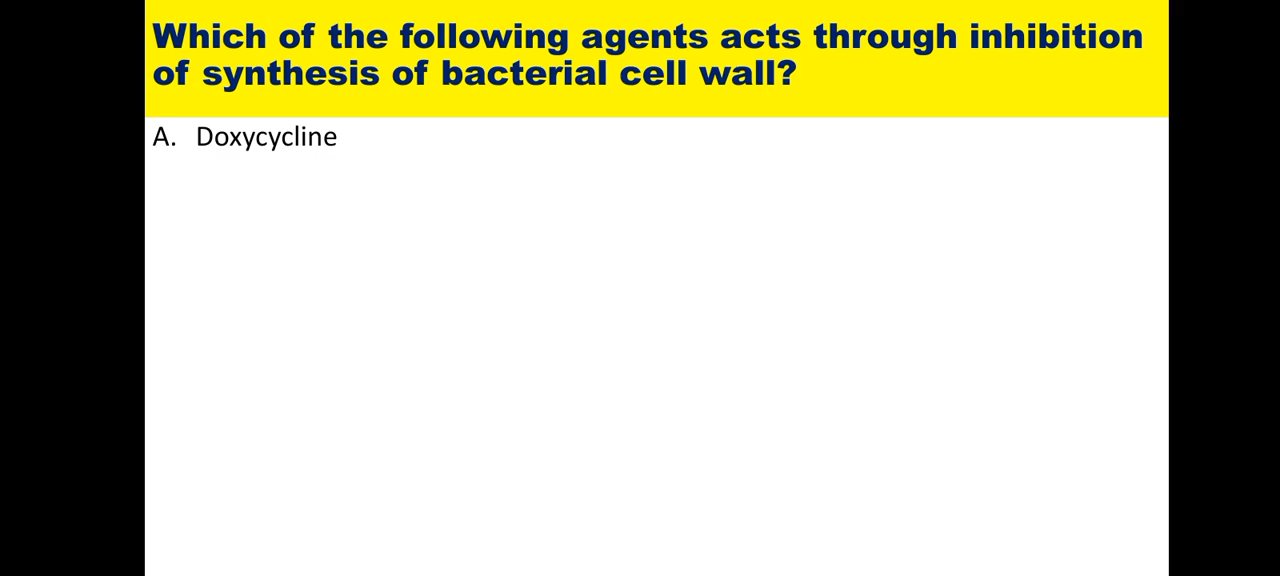 Which of the following agents acts through inhibition
of synthesis of bacterial cell wall?
A. Doxycycline